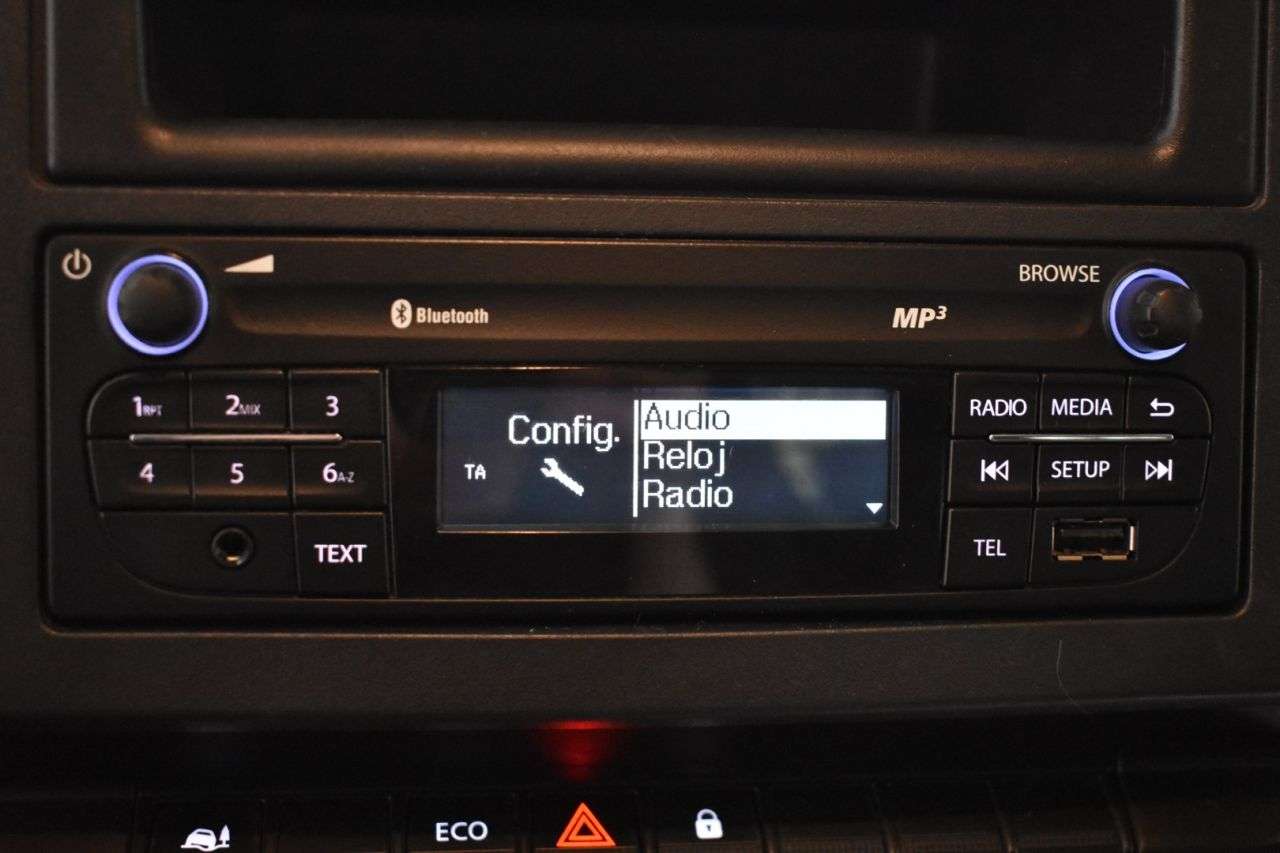 BROWSE
Bluetooth
MP3
1RPT
2MIX
3
RADIO
MEDIA
Config.
Audio
TA
Reloj
Radio
4
5
6A-Z
SETUP
TEXT
TEL
ECO